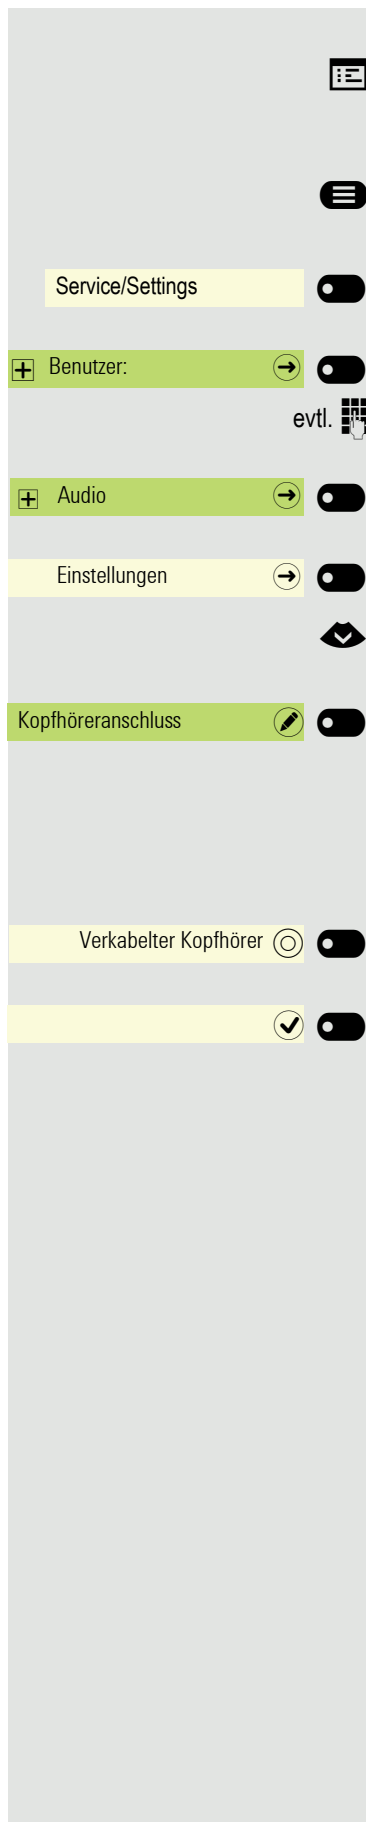 Service/Settings
Benutzer:
evtl.
Audio
Einstellungen
Kopfhöreranschluss
Verkabelter Kopfhörer